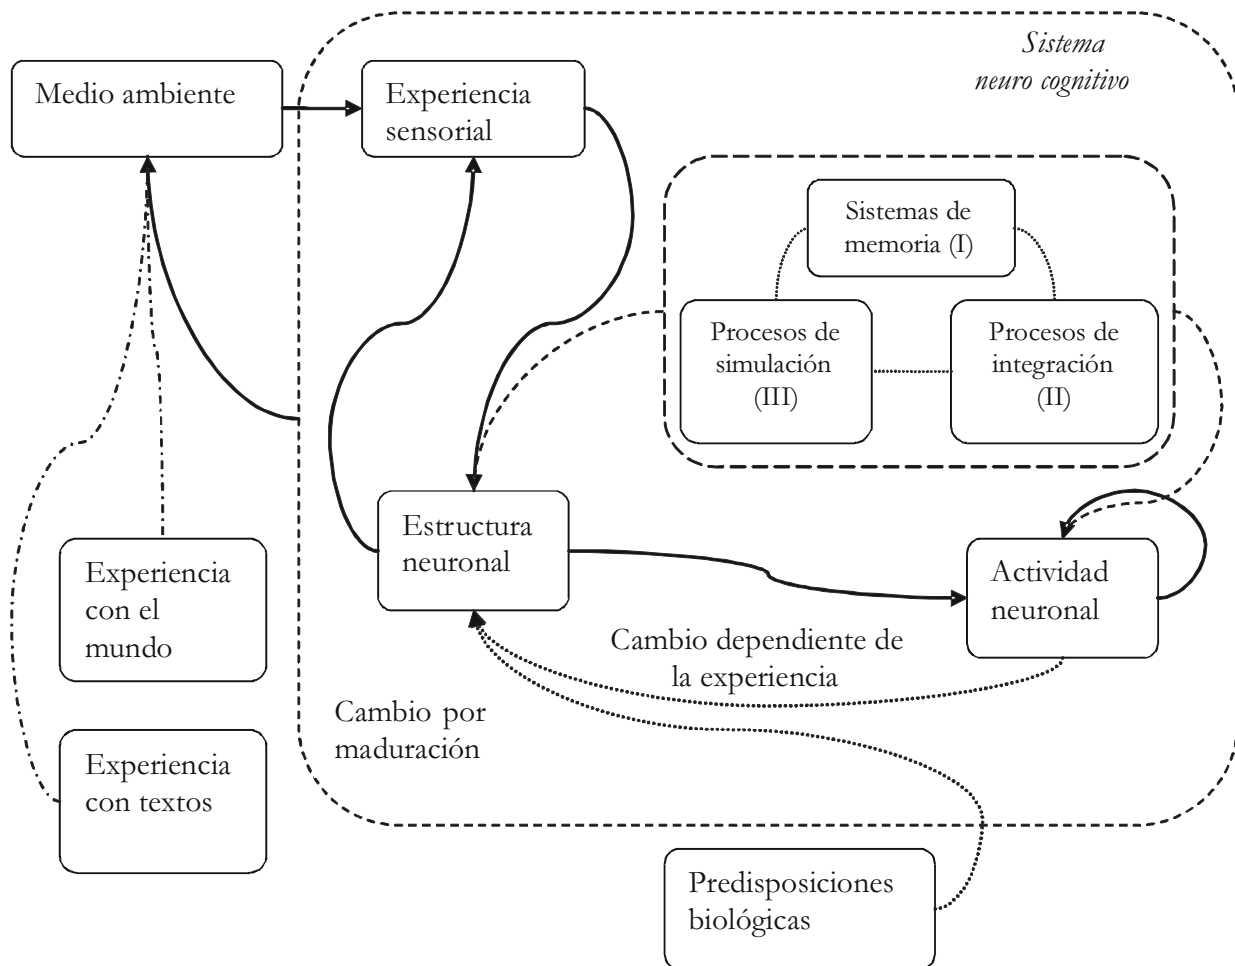 Sistema
neuro cognitivo
Medio ambiente
Experiencia
sensorial
Sistemas de
memoria (I)
Procesos de
simulación
(III)
Procesos de
integración
(II)
Estructura
neuronal
Actividad
neuronal
Experiencia
con el
mundo
Cambio dependiente de
la experiencia
Cambio por
maduración
Experiencia
con textos
Predisposiciones
biológicas